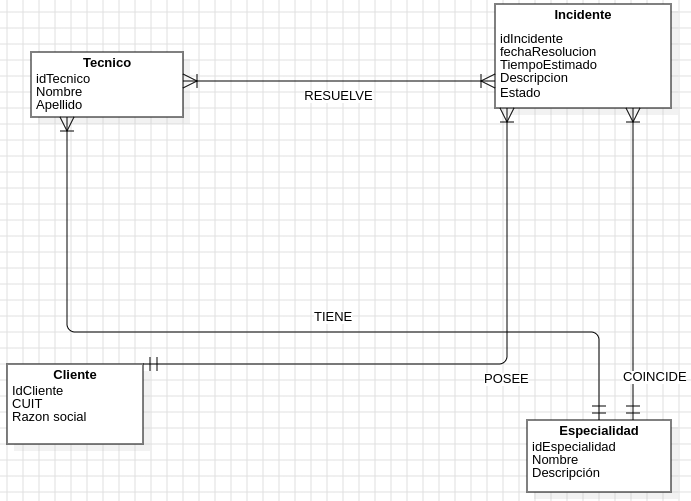 Incidente
idIncidente
fechaResolucion
TiempoEstimado
Descripcion
Estado
Tecnico
idTecnico
Nombre
Apellido
RESUELVE
TIENE
Cliente
IdCliente
CUIT
Razon social
POSEE
COINCIDE
Especialidad
idEspecialidad
Nombre
Descripción